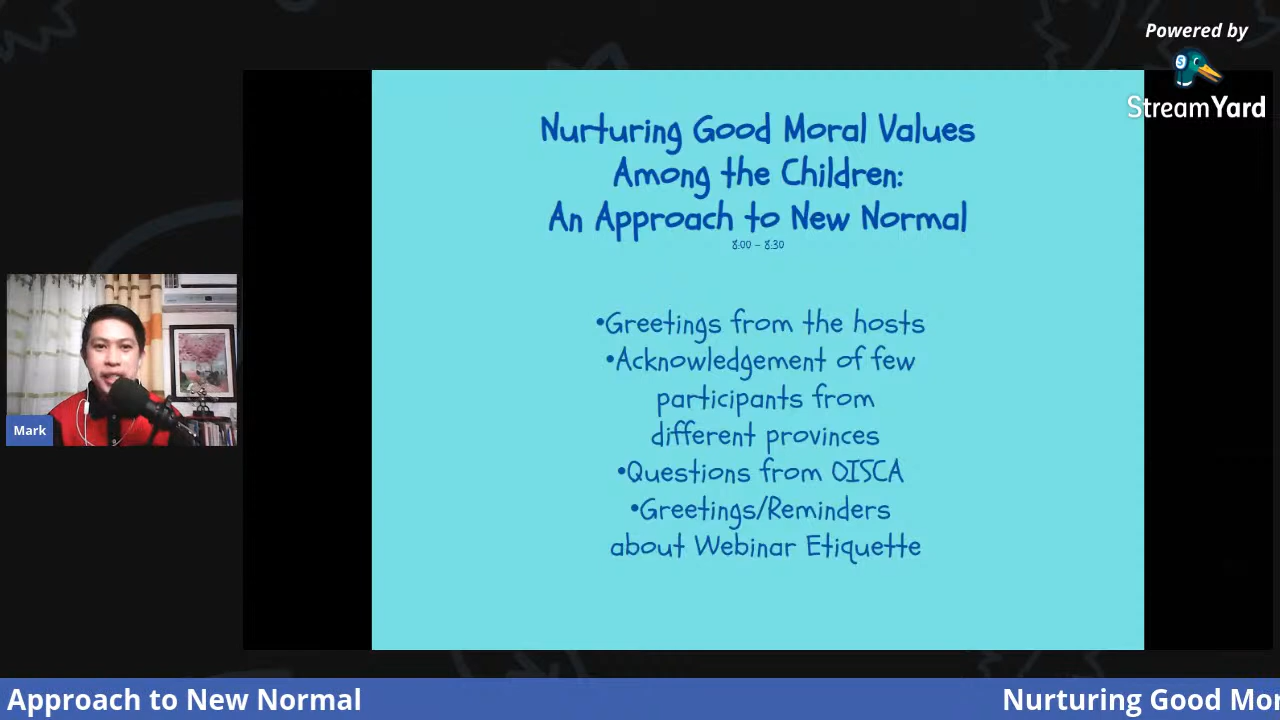 Powered by
StreamYard
Nurturing Good Moral Values
Among the Children:
An Approach to New Normal
8:00 - 8:30
•Greetings from the hosts
•Acknowledgement of few
participants from
different provinces
•Questions from OISCA
•Greetings/Reminders
about Webinar Etiquette
Mark
Approach to New Normal
Nurturing Good Mor